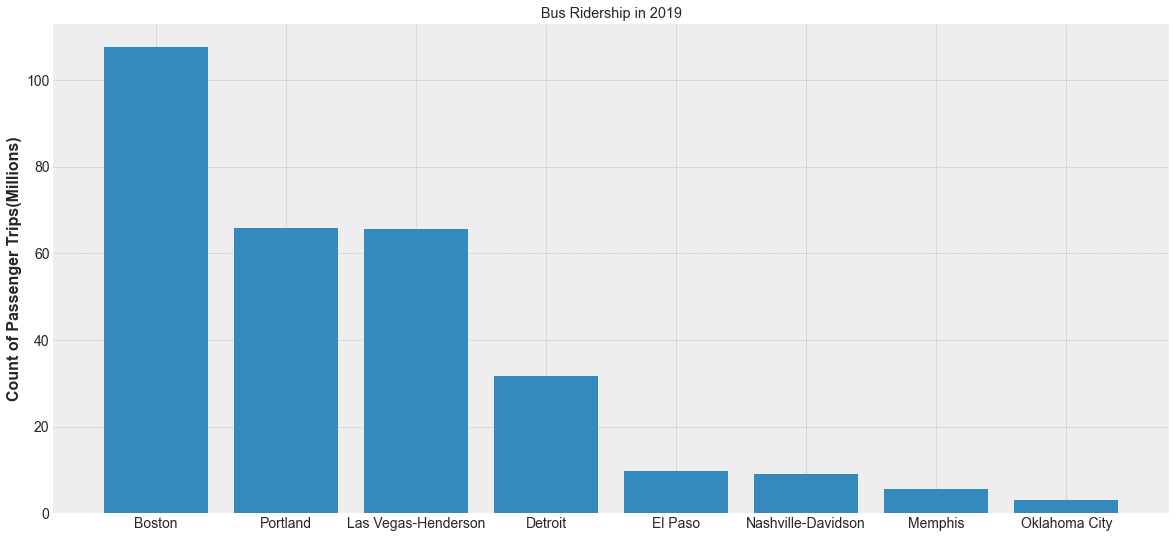 Bus Ridership in 2019
Count of Passenger Trips(Millions)
100
80
60
40
20
0
Boston
Portland
Las Vegas-Henderson
Detroit
El Paso
Nashville-Davidson
Memphis
Oklahoma City